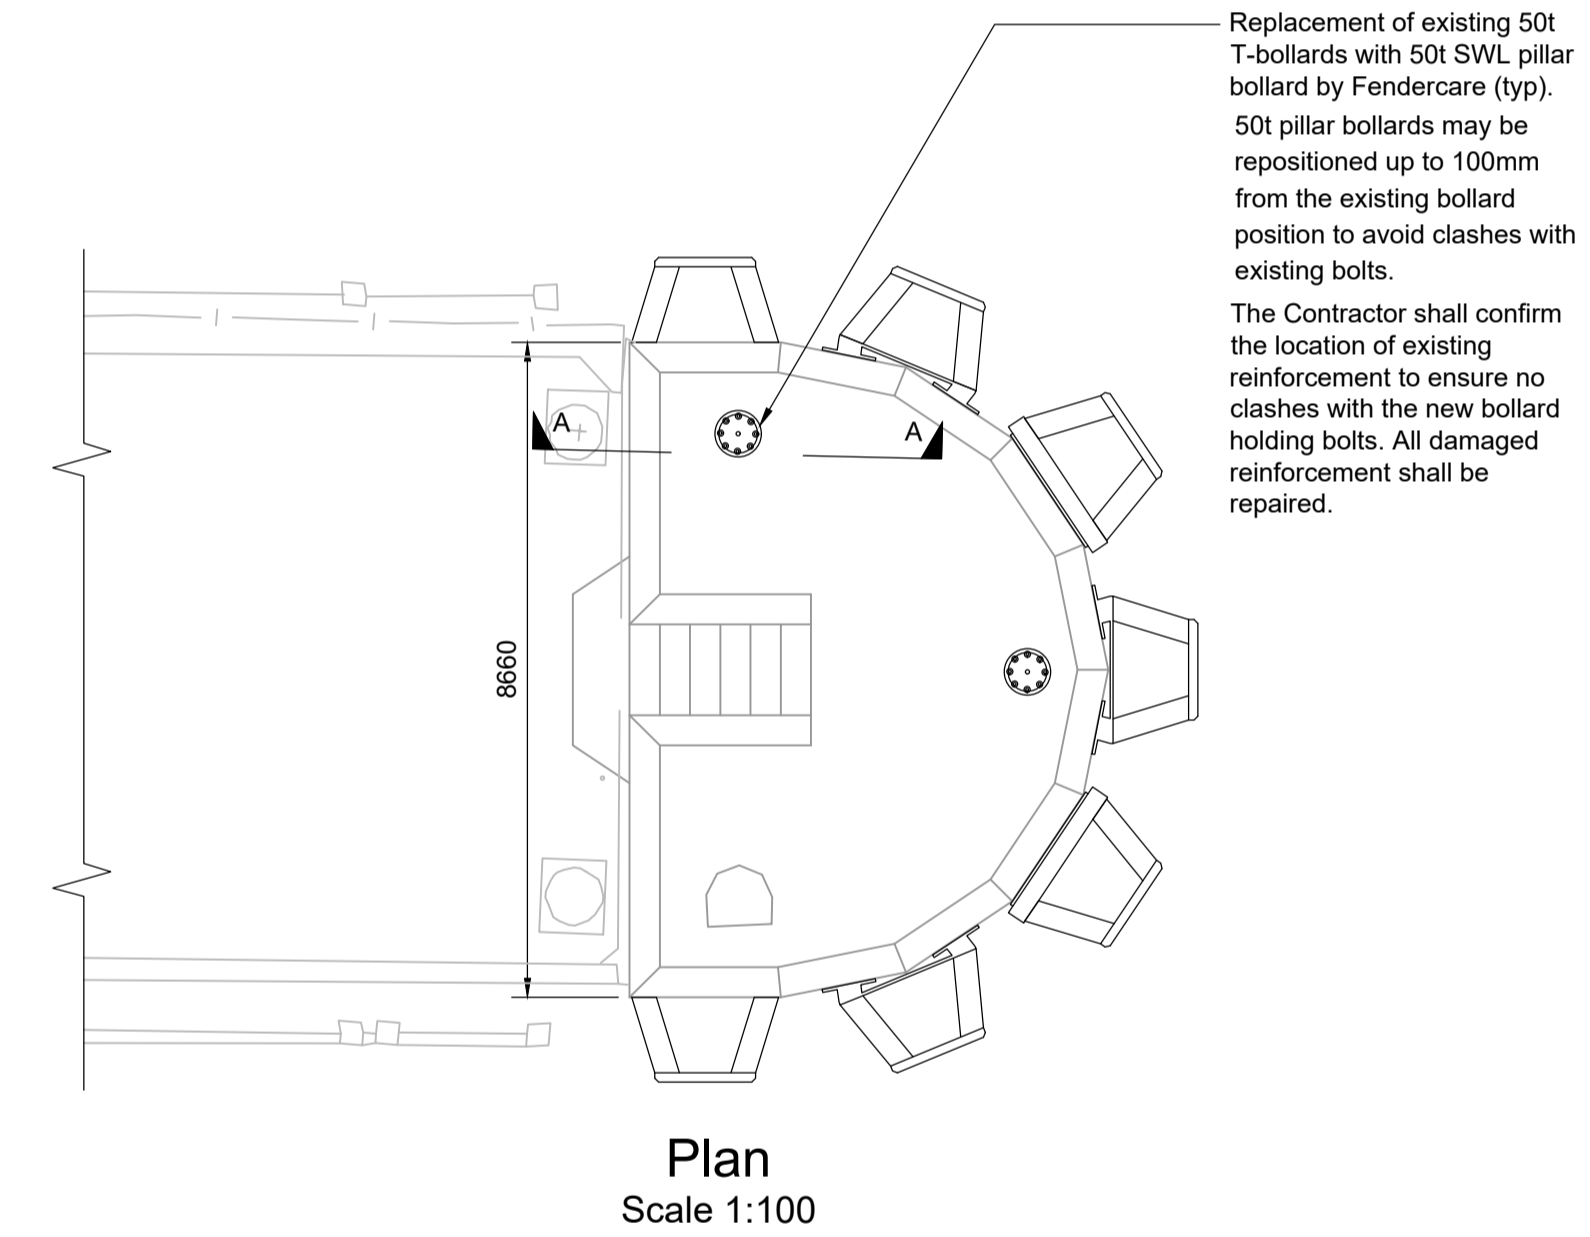 Replacement of existing 50t
T-bollards with 50t SWL pillar
bollard by Fendercare (typ).
50t pillar bollards may be
repositioned up to 100mm
from the existing bollard
position to avoid clashes with
existing bolts.
The Contractor shall confirm
the location of existing
reinforcement to ensure no
clashes with the new bollard
holding bolts. All damaged
reinforcement shall be
repaired.
A
A
8660
Plan
Scale 1:100